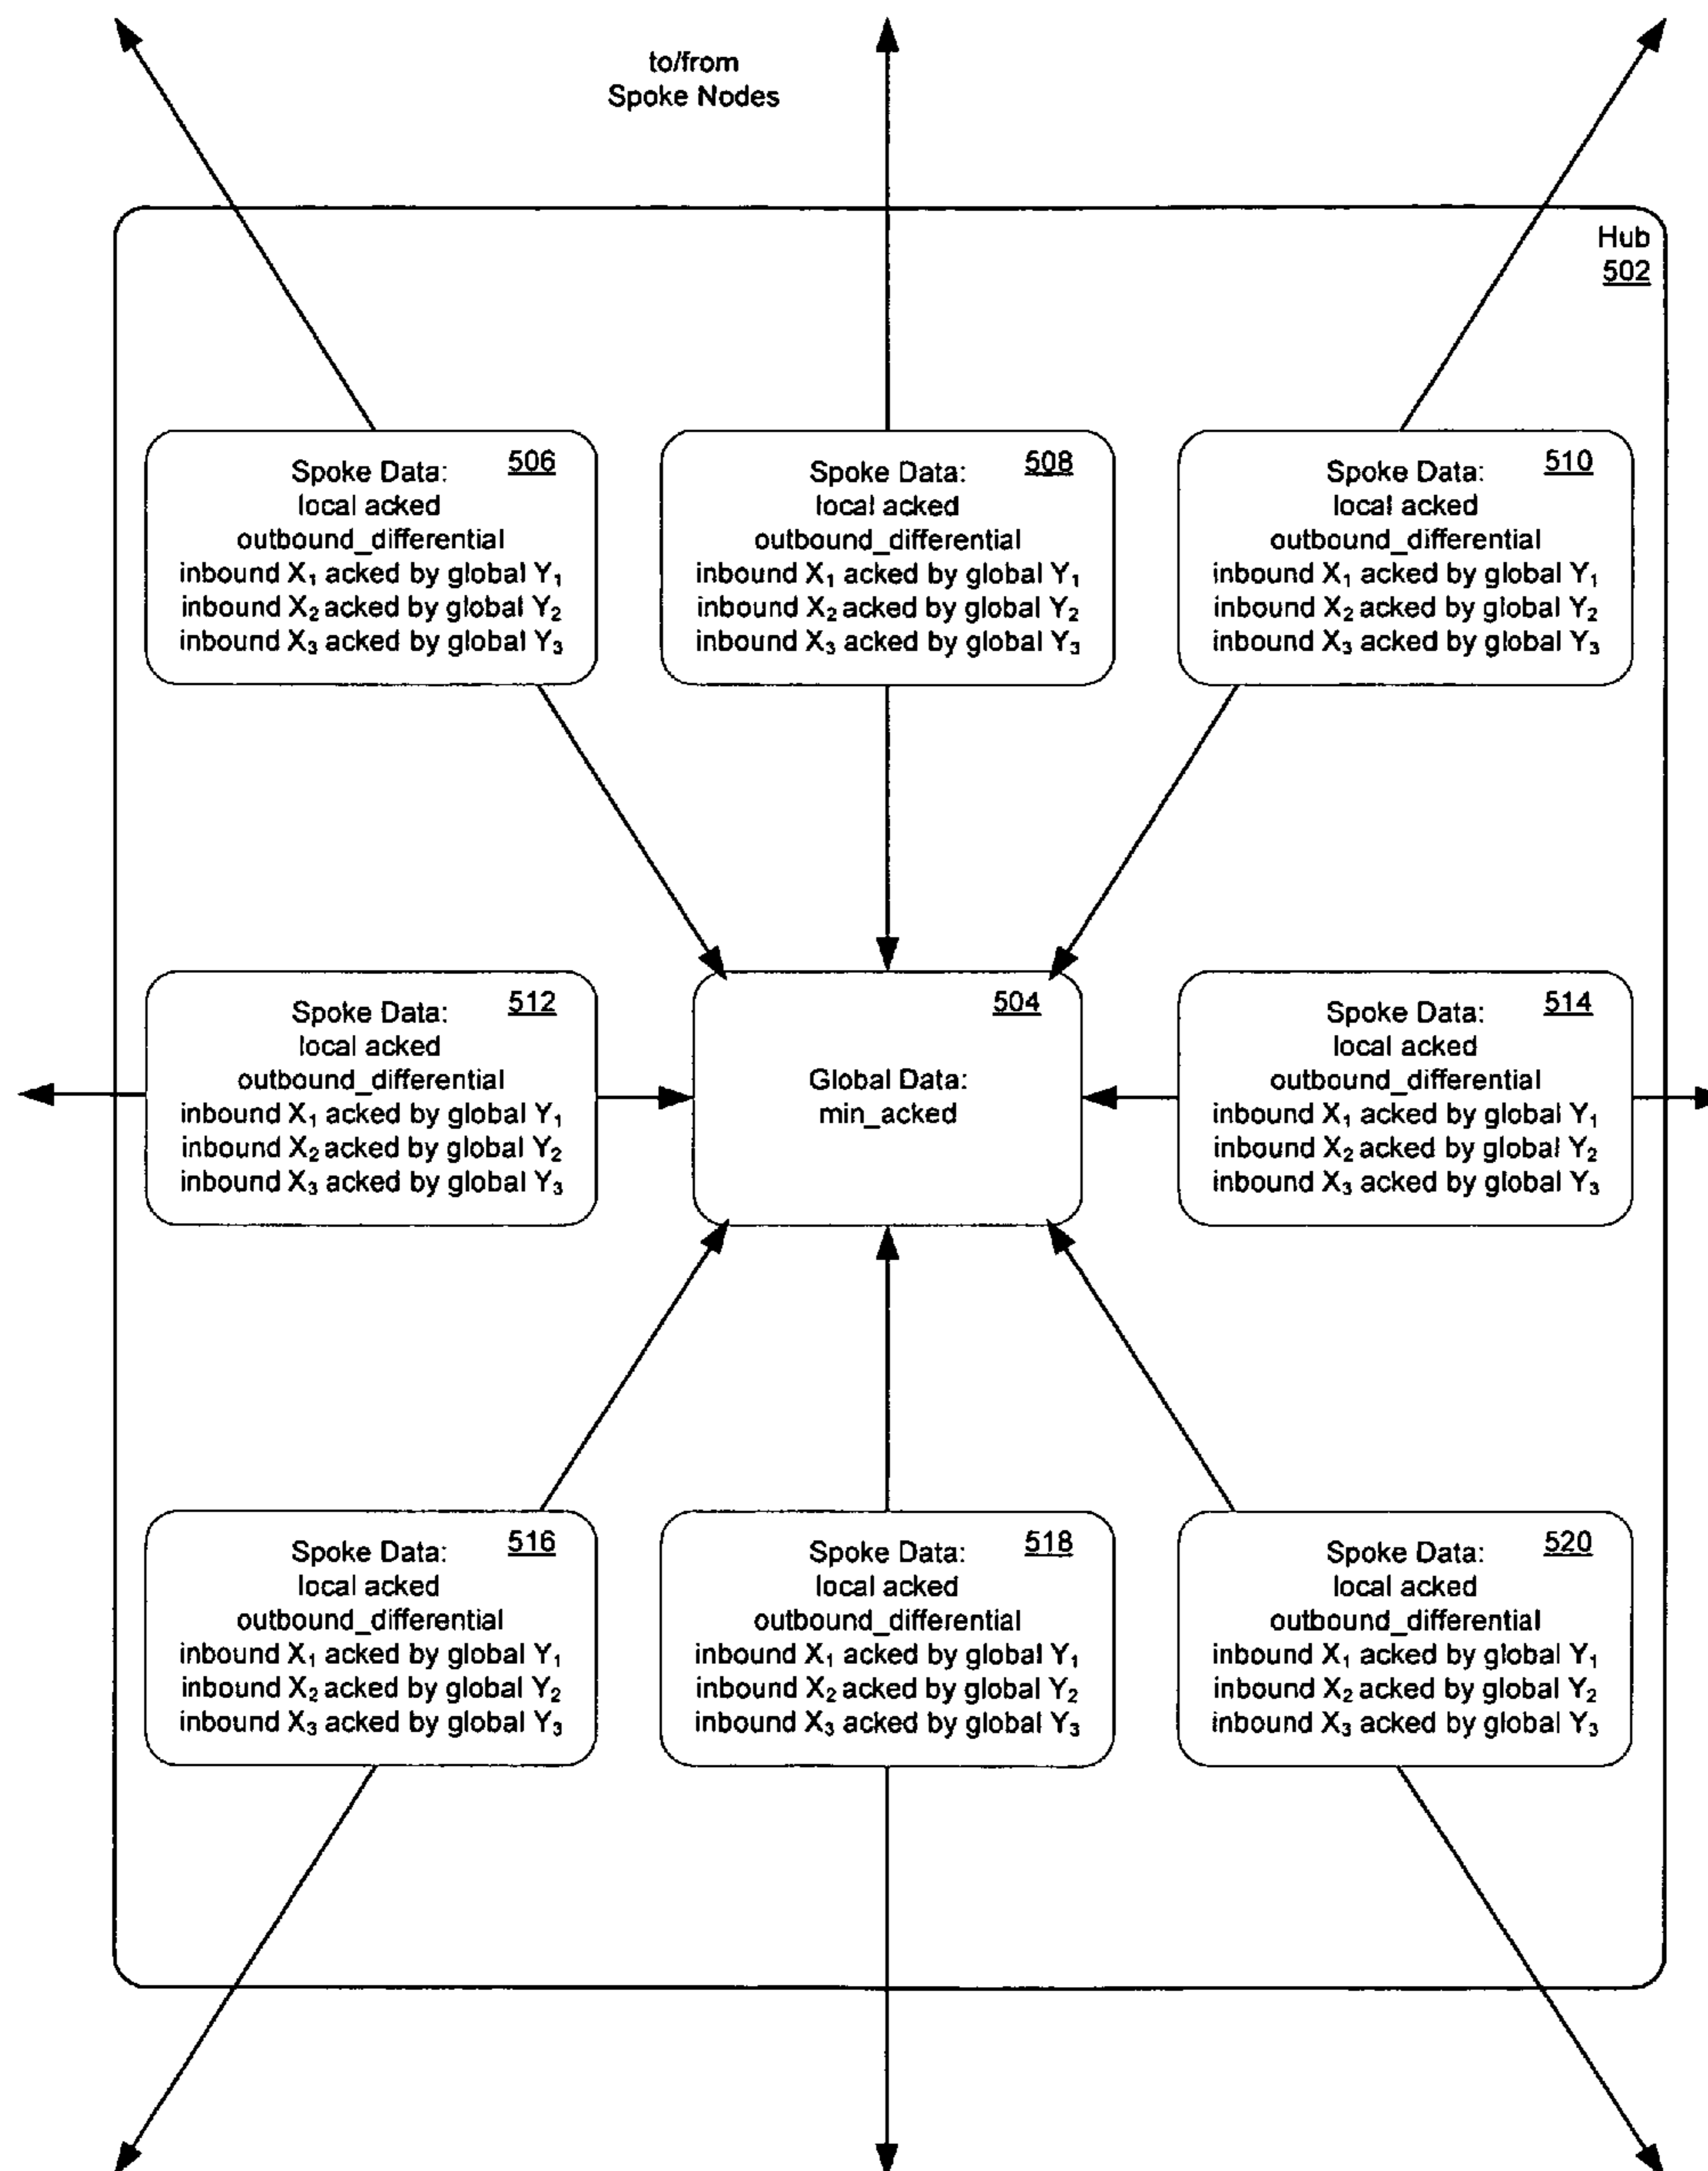 to/from
Spoke Nodes
Hub
502
506
Spoke Data:
local acked
outbound_differential
inbound X₁ acked by global Y₁
inbound X₂ acked by global Y₂
inbound X₃ acked by global Y₃
508
Spoke Data:
local acked
outbound_differential
inbound X₁ acked by global Y₁
inbound X₂ acked by global Y₂
inbound X₃ acked by global Y₃
510
Spoke Data:
local acked
outbound_differential
inbound X₁ acked by global Y₁
inbound X₂ acked by global Y₂
inbound X₃ acked by global Y₃
512
Spoke Data:
local acked
outbound_differential
inbound X₁ acked by global Y₁
inbound X₂ acked by global Y₂
inbound X₃ acked by global Y₃
504
Global Data:
min_acked
514
Spoke Data:
local acked
outbound_differential
inbound X₁ acked by global Y₁
inbound X₂ acked by global Y₂
inbound X₃ acked by global Y₃
516
Spoke Data:
local acked
outbound_differential
inbound X₁ acked by global Y₁
inbound X₂ acked by global Y₂
inbound X₃ acked by global Y₃
518
Spoke Data:
local acked
outbound_differential
inbound X₁ acked by global Y₁
inbound X₂ acked by global Y₂
inbound X₃ acked by global Y₃
520
Spoke Data:
local acked
outbound_differential
inbound X₁ acked by global Y₁
inbound X₂ acked by global Y₂
inbound X₃ acked by global Y₃